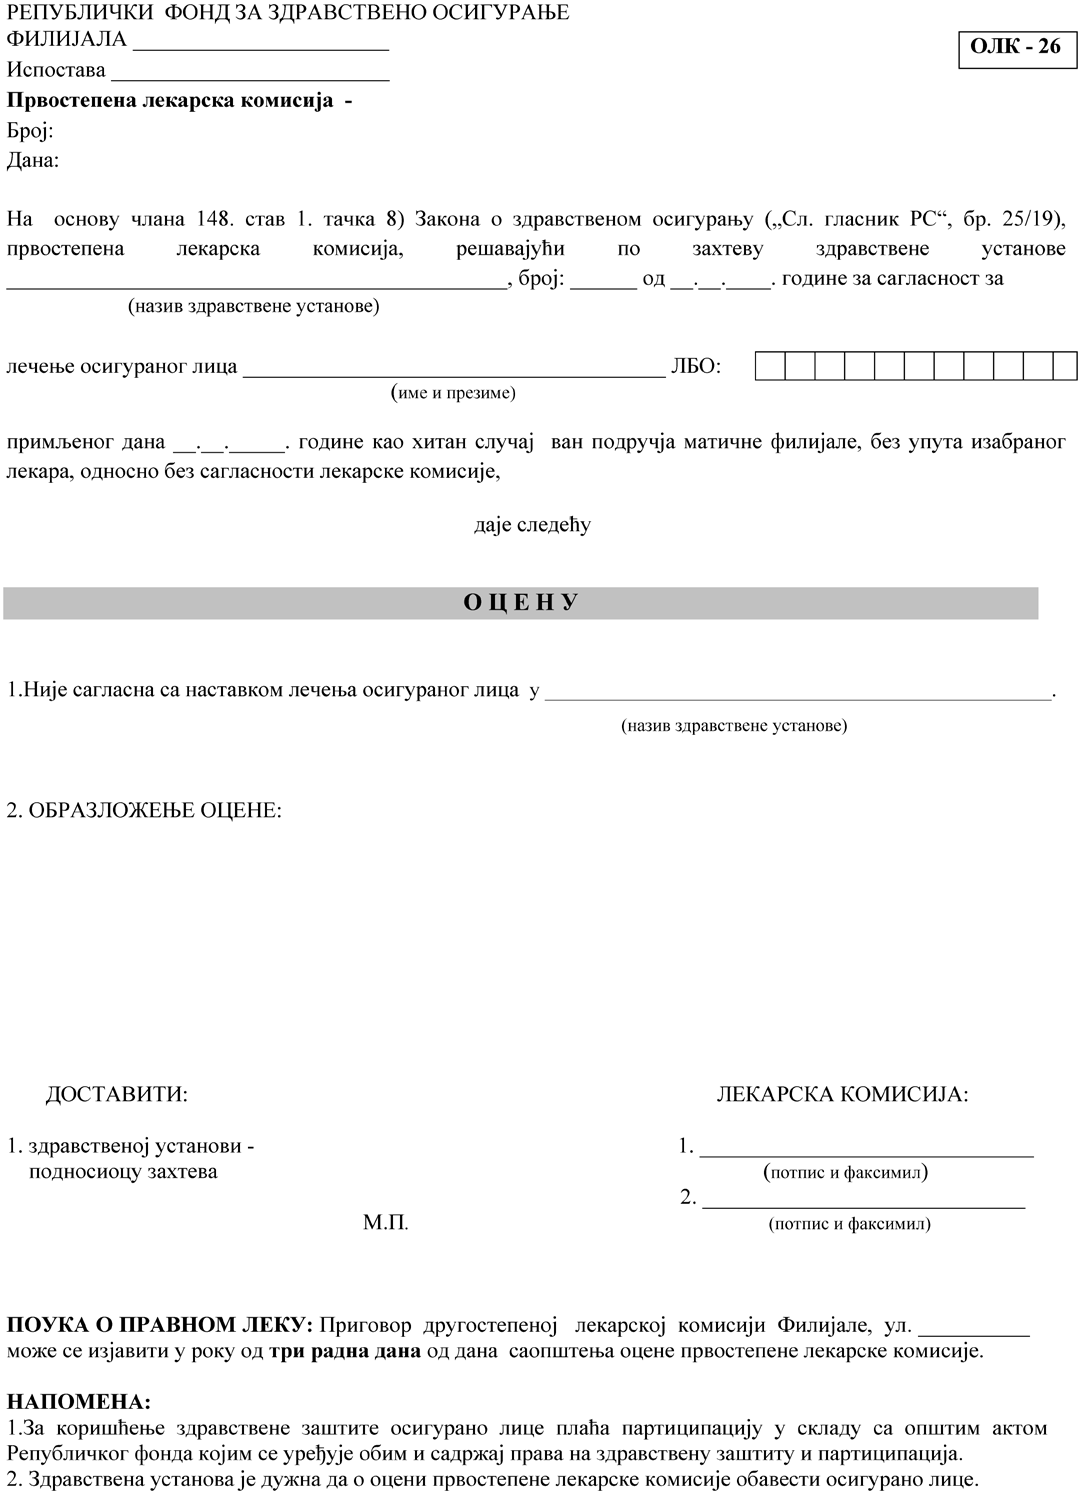 РЕПУБЛИЧКИ ФОНД ЗА ЗДРАВСТВЕНО ОСИГУРАЊЕ
ФИЛИЈАЛА _______________________
ОЛК - 26
Испостава _________________________
Првостепена лекарска комисија -
Број:
Дана:
На основу члана 148. став 1. тачка 8) Закона о здравственом осигурању („Сл. гласник РС“, бр. 25/19),
првостепена лекарска комисија, решавајући по захтеву здравствене установе
_____________________________________________, број: ______ од __.__.____. године за сагласност за
(назив здравствене установе)
лечење осигураног лица ______________________________________ ЛБО:
(име и презиме)
примљеног дана __.__._____. године као хитан случај ван подручја матичне филијале, без упута изабраног
лекара, односно без сагласности лекарске комисије,
даје следећу
О Ц Е Н У
1.Није сагласна са наставком лечења осигураног лица у ______________________________________________.
(назив здравствене установе)
2. ОБРАЗЛОЖЕЊЕ ОЦЕНЕ:
ДОСТАВИТИ: ЛЕКАРСКА КОМИСИЈА:
1. здравственој установи - 1. ______________________________
подносиоцу захтева (потпис и факсимил)
2. _____________________________
М.П. (потпис и факсимил)
ПОУКА О ПРАВНОМ ЛЕКУ: Приговор другостепеној лекарској комисији Филијале, ул. __________
може се изјавити у року од три радна дана од дана саопштења оцене првостепене лекарске комисије.
НАПОМЕНА:
1.За коришћење здравствене заштите осигурано лице плаћа партиципацију у складу са општим актом
Републичког фонда којим се уређује обим и садржај права на здравствену заштиту и партиципација.
2. Здравствена установа је дужна да о оцени првостепене лекарске комисије обавести осигурано лице.